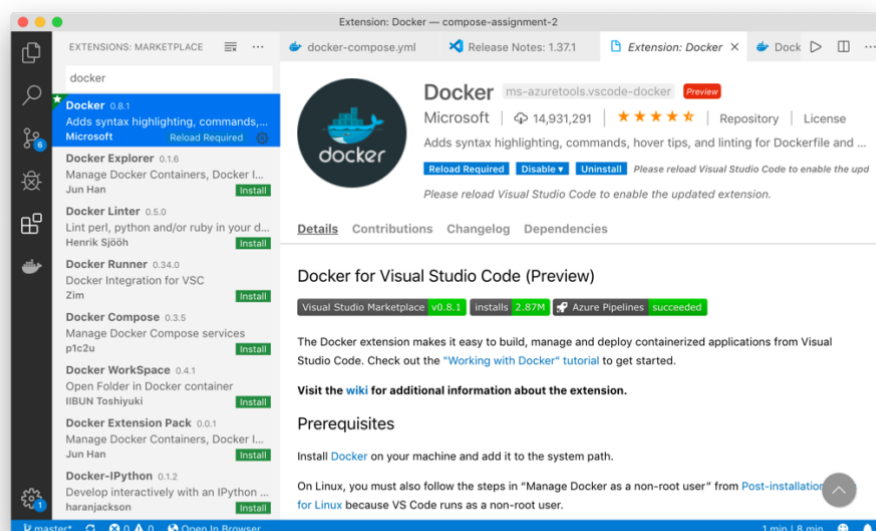 Extension: Docker — compose-assignment-2
EXTENSIONS: MARKETPLACE
docker-compose.yml
Release Notes: 1.37.1
Extension: Docker
Dock
docker
Docker 0.8.1
Adds syntax highlighting, commands,...
Microsoft
Reload Required
Docker Explorer 0.1.6
Manage Docker Containers, Docker I...
Jun Han
Install
Docker Linter 0.5.0
Lint perl, python and/or ruby in your d...
Henrik Sjööh
Install
Docker Runner 0.34.0
Docker Integration for VSC
Zim
Install
Docker Compose 0.3.5
Manage Docker Compose services
p1c2u
Install
Docker WorkSpace 0.4.1
Open Folder in Docker container
IIBUN Toshiyuki
Install
Docker Extension Pack 0.0.1
Manage Docker Containers, Docker I...
Jun Han
Install
Docker-IPython 0.1.2
Develop interactively with an IPython ...
haranjackson
Install
6
1
docker
Docker ms-azuretools.vscode-docker Preview
Microsoft 14,931,291 Repository License
Adds syntax highlighting, commands, hover tips, and linting for Dockerfile and ...
Reload Required Disable Uninstall Please reload Visual Studio Code to enable the upd
Please reload Visual Studio Code to enable the updated extension.
Details Contributions Changelog Dependencies
Docker for Visual Studio Code (Preview)
Visual Studio Marketplace v0.8.1 installs 2.87M Azure Pipelines succeeded
The Docker extension makes it easy to build, manage and deploy containerized applications from Visual
Studio Code. Check out the "Working with Docker" tutorial to get started.
Visit the wiki for additional information about the extension.
Prerequisites
Install Docker on your machine and add it to the system path.
On Linux, you must also follow the steps in “Manage Docker as a non-root user” from Post-installation
for Linux because VS Code runs as a non-root user.
master* 0 0 Open In Browser
1 min | 8 min